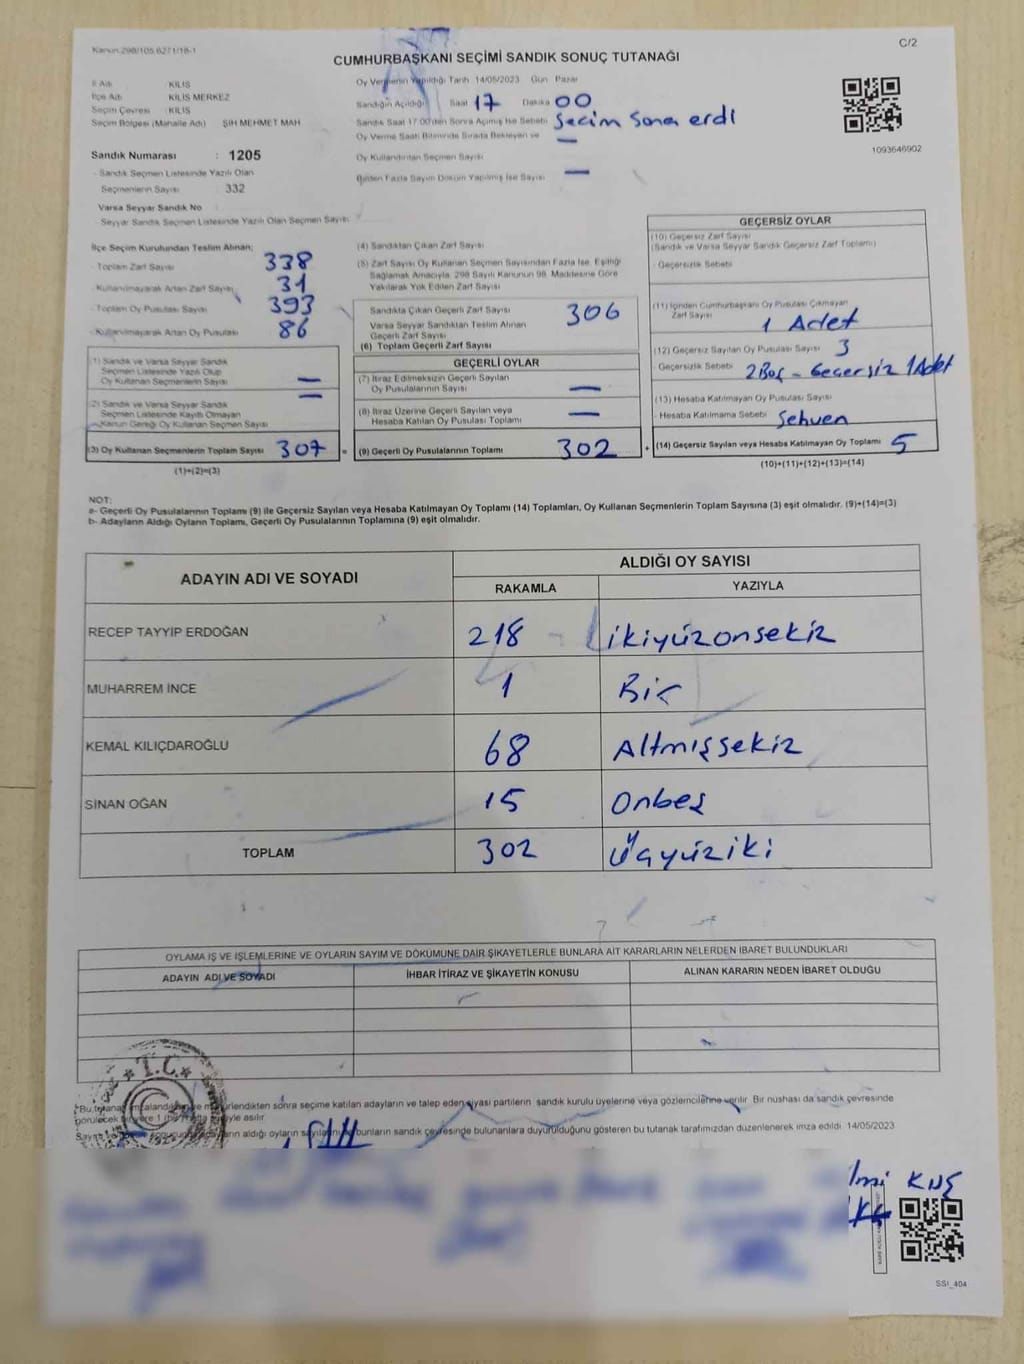 Kanun 298/105,6271/18-1
C/2
CUMHURBAŞKANI SEÇİMİ SANDIK SONUÇ TUTANAĞI
İl Adı KİLİS
İlçe Adı KİLİS MERKEZ
Seçim Çevresi : KİLİS
Seçim Bölgesi (Mahalle Adı) ŞIH MEHMET MAH
Sandık Numarası : 1205
- Sandık Seçmen Listesinde Yazılı Olan
Seçmenlerin Sayısı : 332
Varsa Seyyar Sandık No
Seyyar Sandık Seçmen Listesinde Yazılı Olan Seçmen Sayısı
Oy Vermenin Yapıldığı Tarih 14/05/2023 Gün Pazar
Sandığın Açıldığı Saat 17 Dakika 00
Sandık Saat 17:00'den Sonra Açılmış İse Sebebi Seçim Sona erdi
Oy Verme Saati Bitiminde Sırada Bekleyen ve —
Oy Kullandırılan Seçmen Sayısı
Birden Fazla Sayım Döküm Yapılmış İse Sayısı —
1093646902
İlçe Seçim Kurulundan Teslim Alınan;
- Toplam Zarf Sayısı 338
- Kullanılmayarak Artan Zarf Sayısı 31
- Toplam Oy Pusulası Sayısı 393
- Kullanılmayarak Artan Oy Pusulası 86
(1) Sandık ve Varsa Seyyar Sandık
Seçmen Listesinde Yazılı Olup
Oy Kullanan Seçmenlerin Sayısı —
(2) Sandık ve Varsa Seyyar Sandık —
Seçmen Listesinde Kayıtlı Olmayan
Kanun Gereği Oy Kullanan Seçmen Sayısı
(3) Oy Kullanan Seçmenlerin Toplam Sayısı 307 =
(1)+(2)=(3)
(4) Sandıktan Çıkan Zarf Sayısı
(5) Zarf Sayısı Oy Kullanan Seçmen Sayısından Fazla İse, Eşitliği
Sağlamak Amacıyla, 298 Sayılı Kanunun 98. Maddesine Göre
Yakılarak Yok Edilen Zarf Sayısı
Sandıkta Çıkan Geçerli Zarf Sayısı 306
Varsa Seyyar Sandıktan Teslim Alınan
Geçerli Zarf Sayısı
(6) Toplam Geçerli Zarf Sayısı
GEÇERLİ OYLAR
(7) İtiraz Edilmeksizin Geçerli Sayılan
Oy Pusulalarının Sayısı —
(8) İtiraz Üzerine Geçerli Sayılan veya
Hesaba Katılan Oy Pusulası Toplamı —
(9) Geçerli Oy Pusulalarının Toplamı 302 +
GEÇERSİZ OYLAR
(10) Geçersiz Zarf Sayısı
(Sandık ve Varsa Seyyar Sandık Geçersiz Zarf Toplamı)
- Geçersizlik Sebebi
(11) İçinden Cumhurbaşkanı Oy Pusulası Çıkmayan
Zarf Sayısı 1 Adet
(12) Geçersiz Sayılan Oy Pusulası Sayısı 3
- Geçersizlik Sebebi 2 Boş - Geçersiz 1 Adet
(13) Hesaba Katılmayan Oy Pusulası Sayısı
- Hesaba Katılmama Sebebi Sehven
(14) Geçersiz Sayılan veya Hesaba Katılmayan Oy Toplamı 5
(10)+(11)+(12)+(13)=(14)
NOT:
a- Geçerli Oy Pusulalarının Toplamı (9) ile Geçersiz Sayılan veya Hesaba Katılmayan Oy Toplamı (14) Toplamları, Oy Kullanan Seçmenlerin Toplam Sayısına (3) eşit olmalıdır. (9)+(14)=(3)
b- Adayların Aldığı Oyların Toplamı, Geçerli Oy Pusulalarının Toplamına (9) eşit olmalıdır.
ADAYIN ADI VE SOYADI
ALDIĞI OY SAYISI
RAKAMLA YAZIYLA
RECEP TAYYİP ERDOĞAN 218 ikiyüzonsekiz
MUHARREM İNCE 1 Bir
KEMAL KILIÇDAROĞLU 68 Altmışsekiz
SİNAN OĞAN 15 Onbeş
TOPLAM 302 Üçyüziki
OYLAMA İŞ VE İŞLEMLERİNE VE OYLARIN SAYIM VE DÖKÜMÜNE DAİR ŞİKAYETLERLE BUNLARA AİT KARARLARIN NELERDEN İBARET BULUNDUKLARI
ADAYIN ADI VE SOYADI İHBAR İTİRAZ VE ŞİKAYETİN KONUSU ALINAN KARARIN NEDEN İBARET OLDUĞU
T.C.
sonra seçime katılan adayların ve talep eden siyasi partilerin sandık kurulu üyelerine veya gözlemcilerine verilir. Bir nüshası da sandık çevresinde
asılır.
aldığı oyların bunların sandık çevresinde bulunanlara duyurulduğunu gösteren bu tutanak tarafımızdan düzenlenerek imza edildi. 14/05/2023
SSI_404